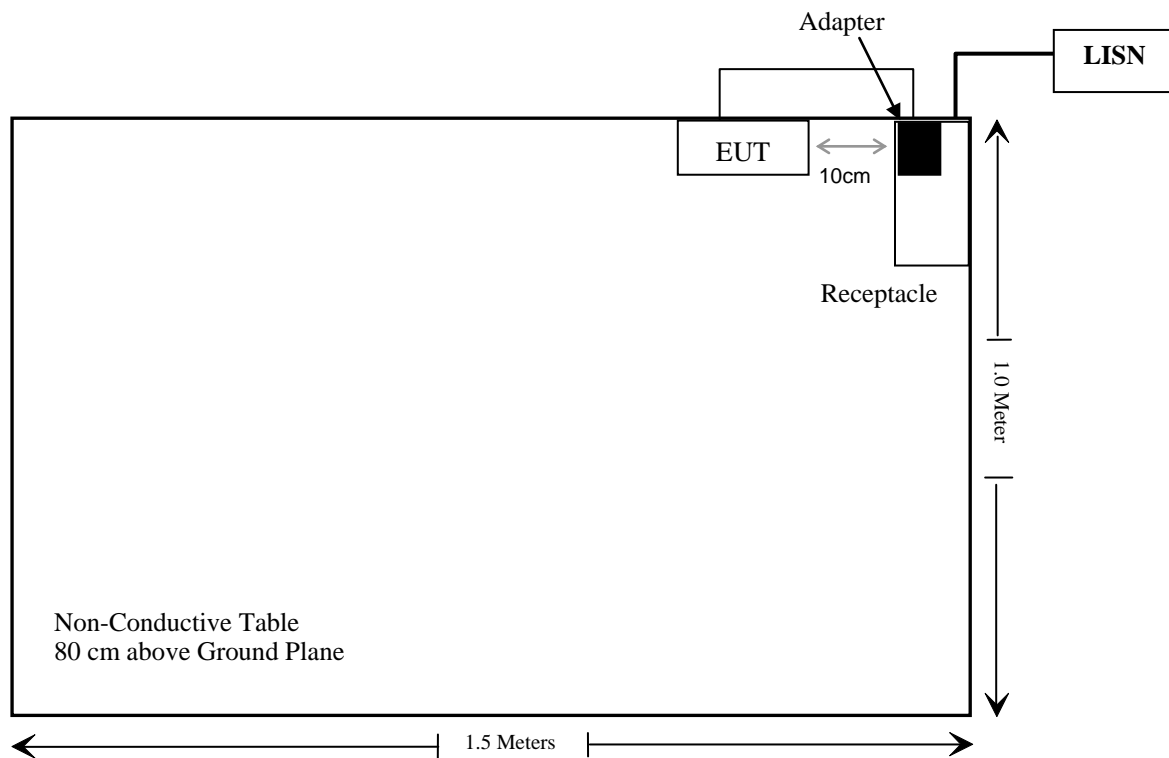 Adapter
LISN
EUT
10cm
Receptacle
1.0 Meter
Non-Conductive Table
80 cm above Ground Plane
1.5 Meters